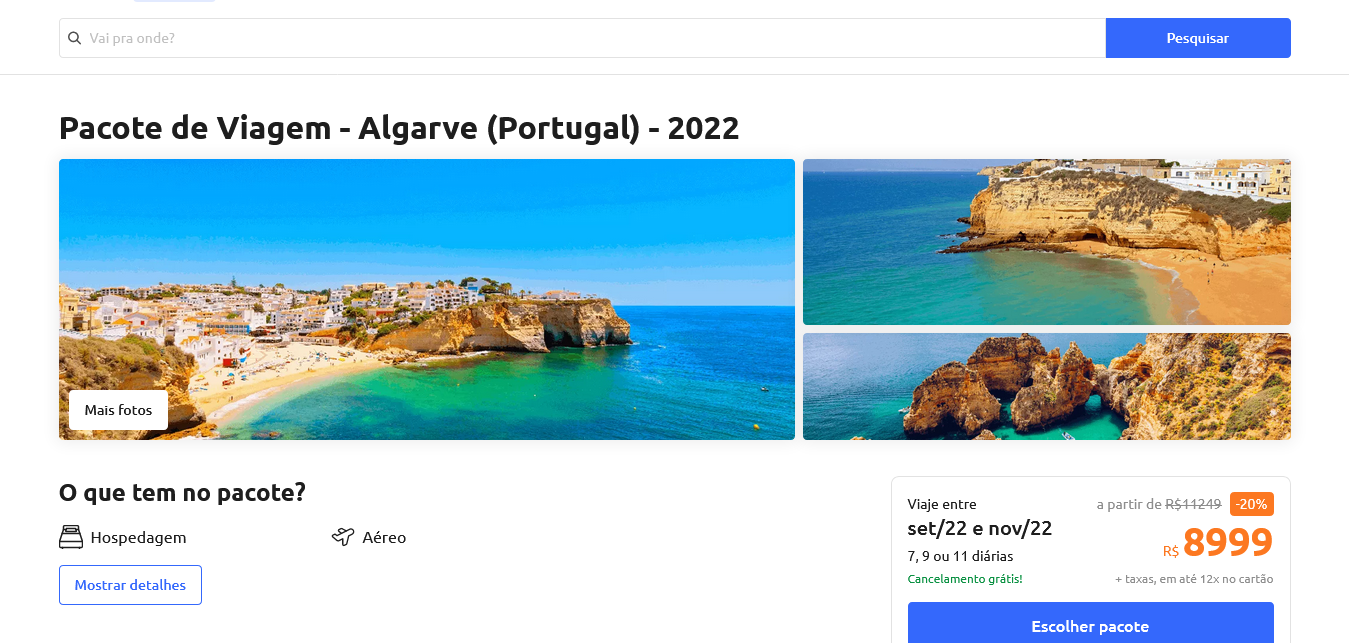 Vai pra onde?
Pesquisar
Pacote de Viagem - Algarve (Portugal) - 2022
Mais fotos
O que tem no pacote?
Hospedagem
Aéreo
Mostrar detalhes
Viaje entre
set/22 e nov/22
7, 9 ou 11 diárias
Cancelamento grátis!
a partir de R$11249 -20%
R$ 8999
+ taxas, em até 12x no cartão
Escolher pacote